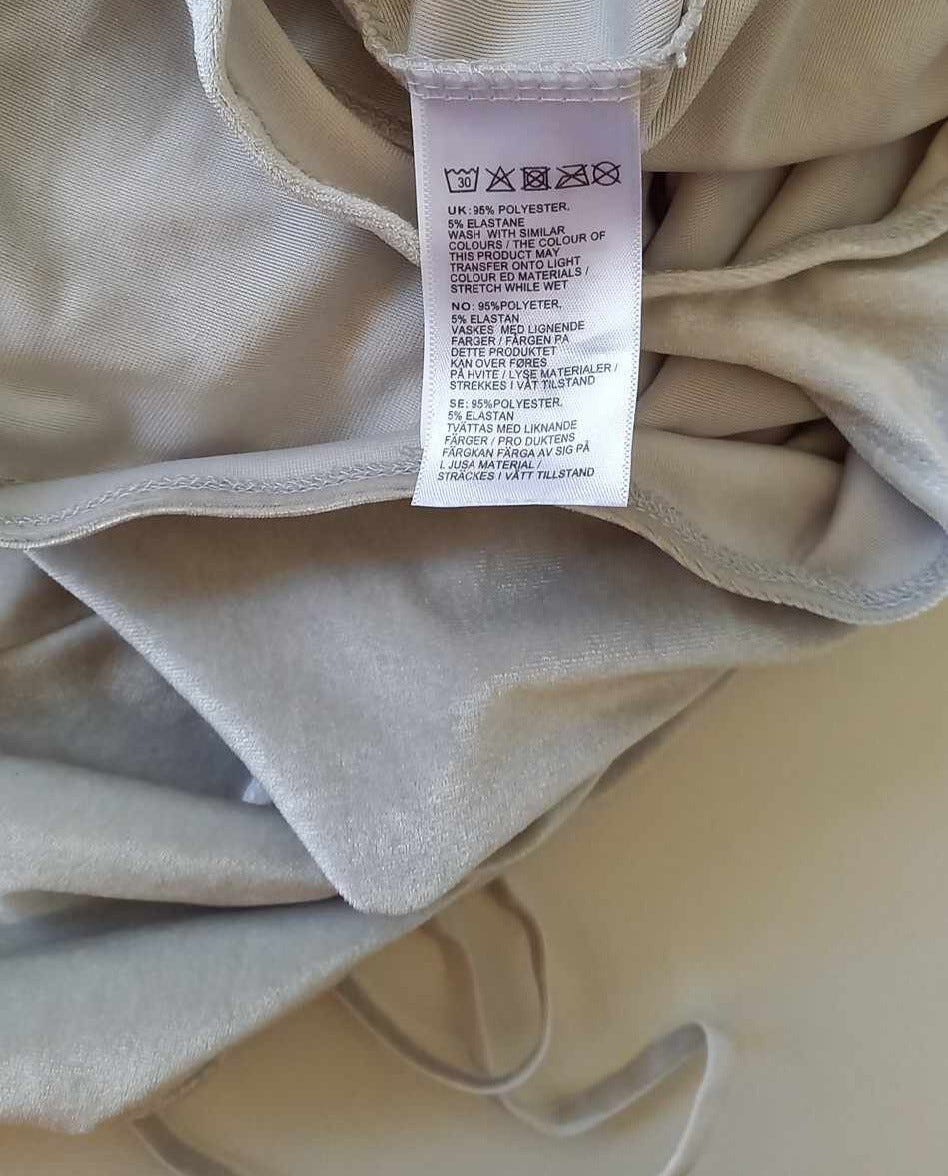 30
UK: 95% POLYESTER,
5% ELASTANE
WASH WITH SIMILAR
COLOURS / THE COLOUR OF
THIS PRODUCT MAY
TRANSFER ONTO LIGHT
COLOUR ED MATERIALS /
STRETCH WHILE WET
NO: 95%POLYETER,
5% ELASTAN
VASKES MED LIGNENDE
FARGER / FARGEN PA
DETTE PRODUKTET
KAN OVER FØRES
PÅ HVITE / LYSE MATERIALER /
STREKKES I VÅT TILSTAND
SE: 95%POLYESTER,
5% ELASTAN
TVÄTTAS MED LIKNANDE
FÄRGER / PRO DUKTENS
FÄRGKAN FÄRGA AV SIG PÅ
L JUSA MATERIAL /
STRÄCKES I VÅTT TILLSTAND